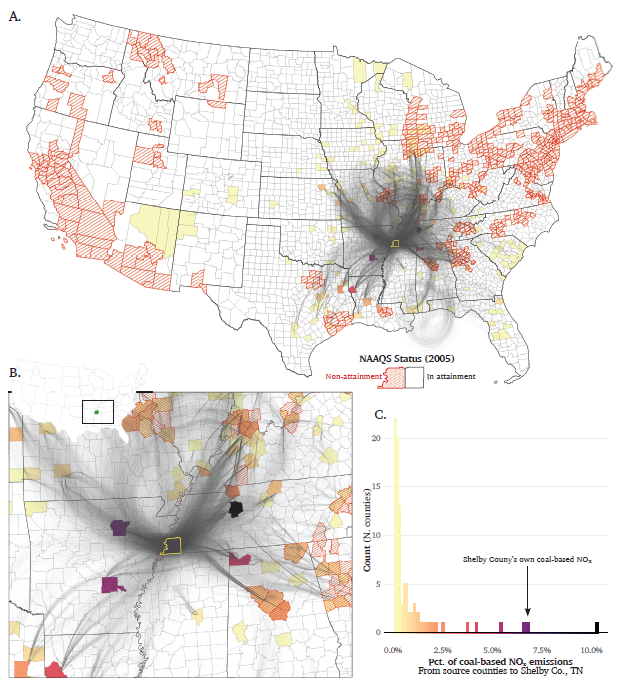 A.
NAAQS Status (2005)
Non-attainment
In attainment
B.
C.
20
15
10
5
0
Count (N. counties)
Shelby Couny's own coal-based NOx
0.0%
2.5%
5.0%
7.5%
10.0%
Pct. of coal-based NOx emissions
From source counties to Shelby Co., TN